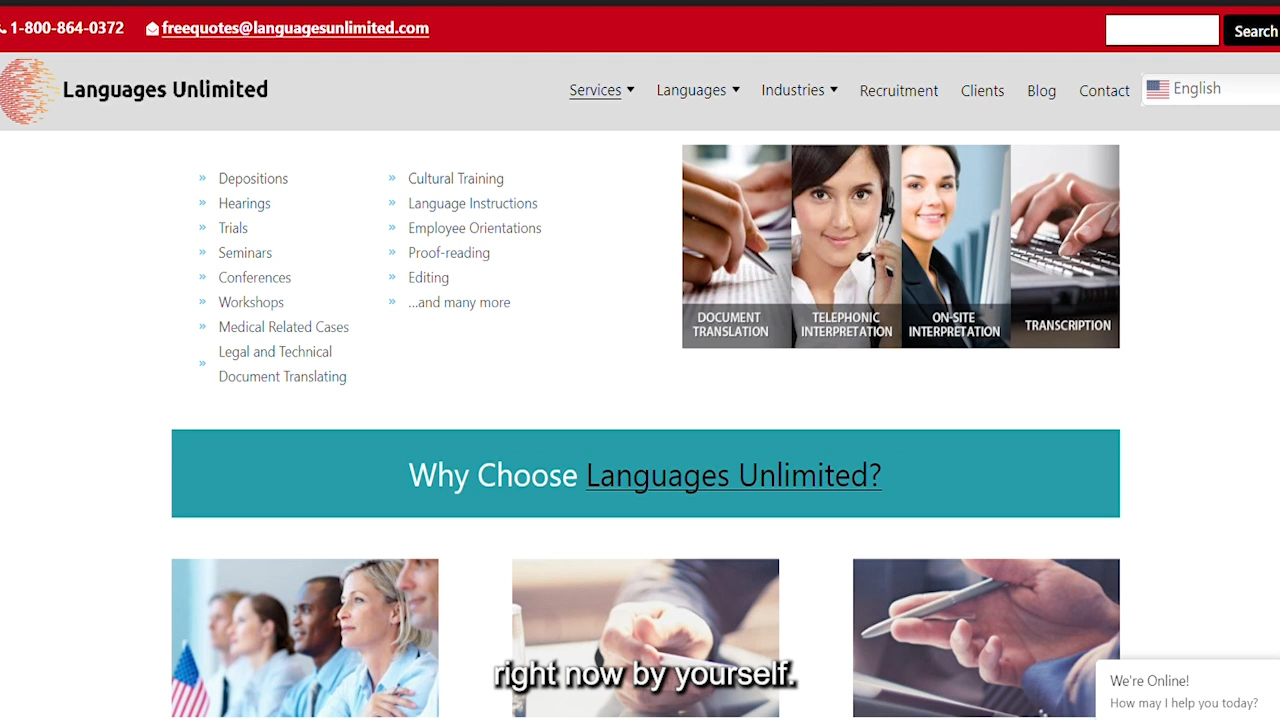 1-800-864-0372 freequotes@languagesunlimited.com Search
Languages Unlimited Services Languages Industries Recruitment Clients Blog Contact English
» Depositions
» Hearings
» Trials
» Seminars
» Conferences
» Workshops
» Medical Related Cases
» Legal and Technical
Document Translating
» Cultural Training
» Language Instructions
» Employee Orientations
» Proof-reading
» Editing
» ...and many more
DOCUMENT
TRANSLATION
TELEPHONIC
INTERPRETATION
ON-SITE
INTERPRETATION
TRANSCRIPTION
Why Choose Languages Unlimited?
right now by yourself.
We're Online!
How may I help you today?